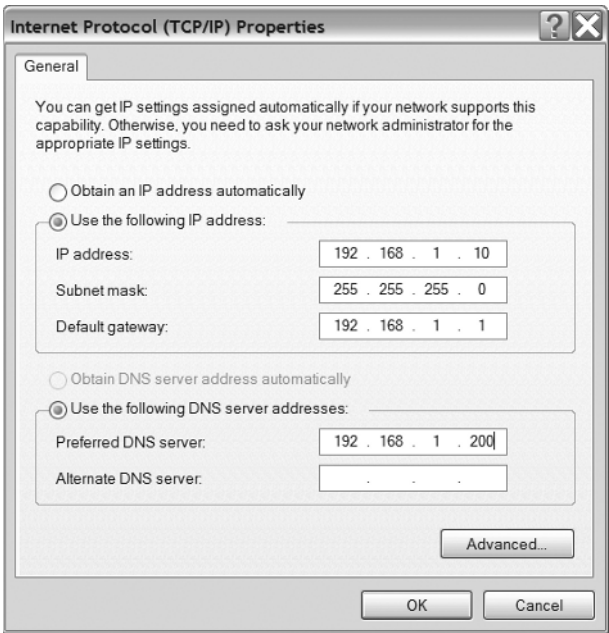 Internet Protocol (TCP/IP) Properties
General
You can get IP settings assigned automatically if your network supports this
capability. Otherwise, you need to ask your network administrator for the
appropriate IP settings.
Obtain an IP address automatically
Use the following IP address:
IP address: 192 . 168 . 1 . 10
Subnet mask: 255 . 255 . 255 . 0
Default gateway: 192 . 168 . 1 . 1
Obtain DNS server address automatically
Use the following DNS server addresses:
Preferred DNS server: 192 . 168 . 1 . 200
Alternate DNS server: . . .
Advanced...
OK Cancel